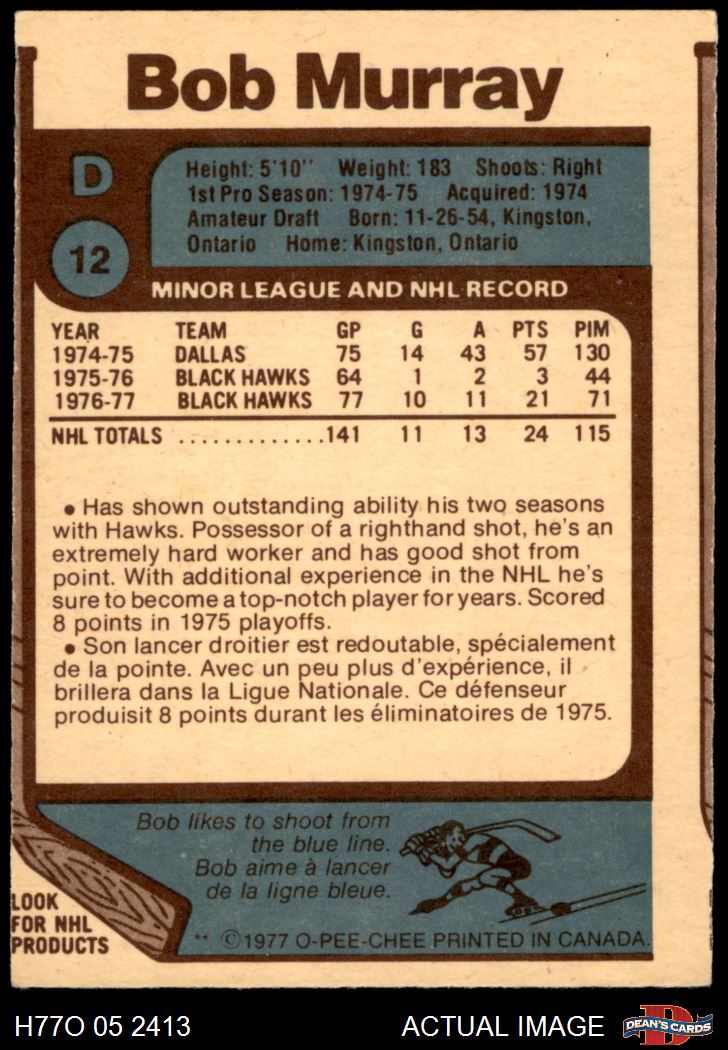 Bob Murray
D
12
Height: 5'10" Weight: 183 Shoots: Right
1st Pro Season: 1974-75 Acquired: 1974
Amateur Draft Born: 11-26-54, Kingston,
Ontario Home: Kingston, Ontario
MINOR LEAGUE AND NHL RECORD
YEAR TEAM GP G A PTS PIM
1974-75 DALLAS 75 14 43 57 130
1975-76 BLACK HAWKS 64 1 2 3 44
1976-77 BLACK HAWKS 77 10 11 21 71
NHL TOTALS .............141 11 13 24 115
• Has shown outstanding ability his two seasons
with Hawks. Possessor of a righthand shot, he's an
extremely hard worker and has good shot from
point. With additional experience in the NHL he's
sure to become a top-notch player for years. Scored
8 points in 1975 playoffs.
• Son lancer droitier est redoutable, spécialement
de la pointe. Avec un peu plus d'expérience, il
brillera dans la Ligue Nationale. Ce défenseur
produisit 8 points durant les éliminatoires de 1975.
Bob likes to shoot from
the blue line.
Bob aime à lancer
de la ligne bleue.
LOOK
FOR NHL
PRODUCTS
** ©1977 O-PEE-CHEE PRINTED IN CANADA.
H77O 05 2413 ACTUAL IMAGE
D
DEAN'S CARDS